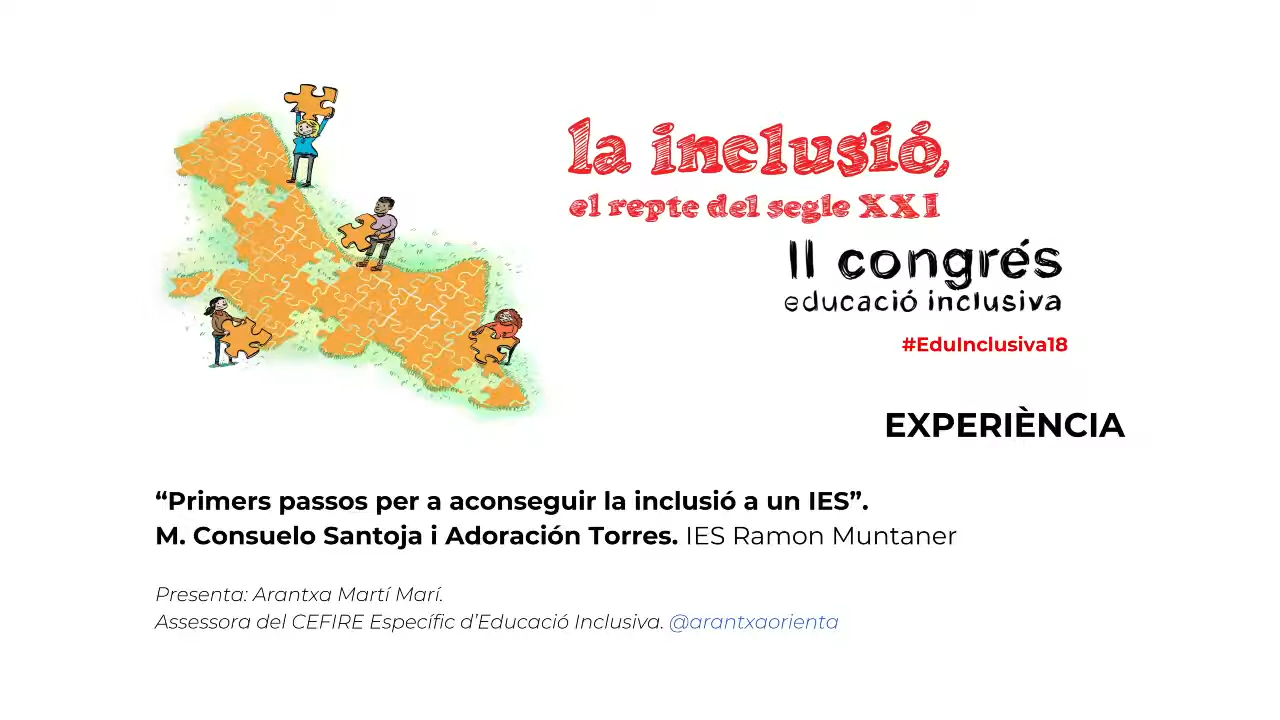 la inclusió,
el repte del segle XXI
II congrés
educació inclusiva
#EduInclusiva18
EXPERIÈNCIA
“Primers passos per a aconseguir la inclusió a un IES”.
M. Consuelo Santoja i Adoración Torres. IES Ramon Muntaner
Presenta: Arantxa Martí Marí.
Assessora del CEFIRE Específic d’Educació Inclusiva. @arantxaorienta